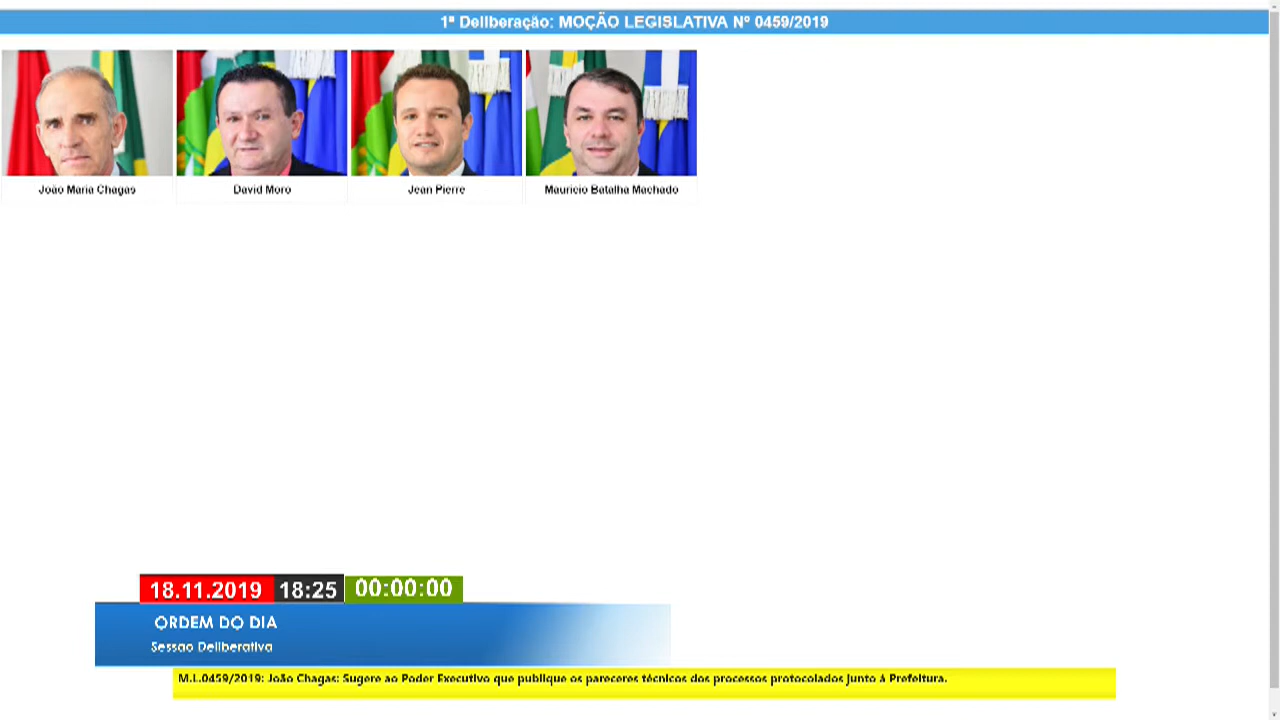 1ª Deliberação: MOÇÃO LEGISLATIVA Nº 0459/2019
João Maria Chagas
David Moro
Jean Pierre
Mauricio Batalha Machado
18.11.2019 18:25 00:00:00
ORDEM DO DIA
Sessao Deliberativa
M.L.0459/2019: João Chagas: Sugere ao Poder Executivo que publique os pareceres técnicos dos processos protocolados junto á Prefeitura.